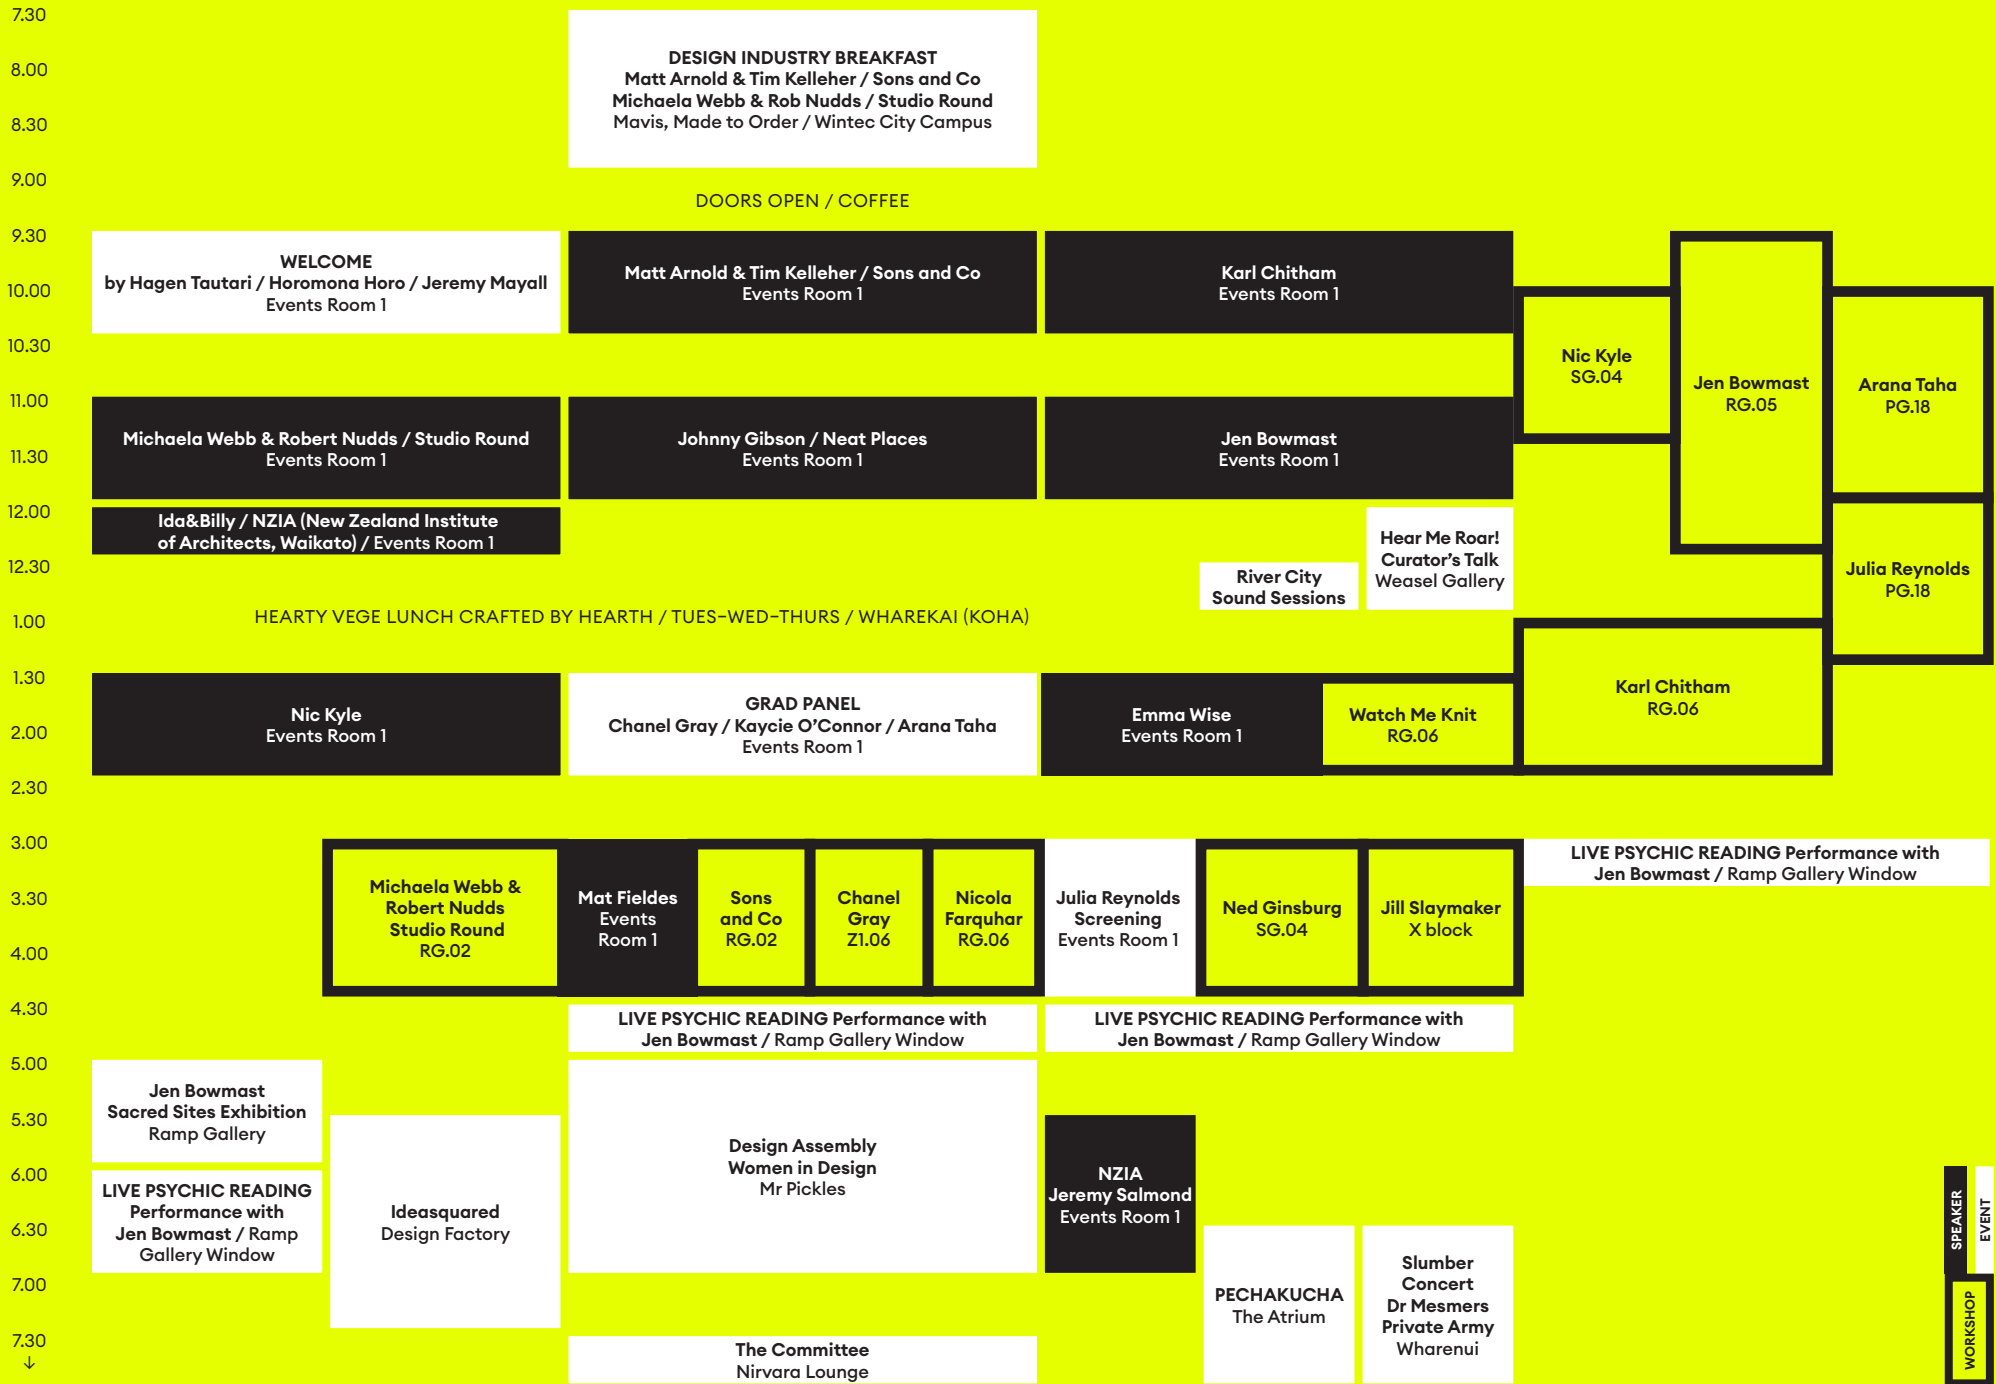 7.30
8.00
8.30
9.00
9.30
10.00
10.30
11.00
11.30
12.00
12.30
1.00
1.30
2.00
2.30
3.00
3.30
4.00
4.30
5.00
5.30
6.00
6.30
7.00
7.30
↓
DESIGN INDUSTRY BREAKFAST
Matt Arnold & Tim Kelleher / Sons and Co
Michaela Webb & Rob Nudds / Studio Round
Mavis, Made to Order / Wintec City Campus
DOORS OPEN / COFFEE
WELCOME
by Hagen Tautari / Horomona Horo / Jeremy Mayall
Events Room 1
Matt Arnold & Tim Kelleher / Sons and Co
Events Room 1
Karl Chitham
Events Room 1
Nic Kyle
SG.04
Jen Bowmast
RG.05
Arana Taha
PG.18
Michaela Webb & Robert Nudds / Studio Round
Events Room 1
Johnny Gibson / Neat Places
Events Room 1
Jen Bowmast
Events Room 1
Ida&Billy / NZIA (New Zealand Institute
of Architects, Waikato) / Events Room 1
River City
Sound Sessions
Hear Me Roar!
Curator's Talk
Weasel Gallery
Julia Reynolds
PG.18
HEARTY VEGE LUNCH CRAFTED BY HEARTH / TUES–WED–THURS / WHAREKAI (KOHA)
Nic Kyle
Events Room 1
GRAD PANEL
Chanel Gray / Kaycie O'Connor / Arana Taha
Events Room 1
Emma Wise
Events Room 1
Watch Me Knit
RG.06
Karl Chitham
RG.06
Michaela Webb &
Robert Nudds
Studio Round
RG.02
Mat Fieldes
Events
Room 1
Sons
and Co
RG.02
Chanel
Gray
Z1.06
Nicola
Farquhar
RG.06
Julia Reynolds
Screening
Events Room 1
Ned Ginsburg
SG.04
Jill Slaymaker
X block
LIVE PSYCHIC READING Performance with
Jen Bowmast / Ramp Gallery Window
LIVE PSYCHIC READING Performance with
Jen Bowmast / Ramp Gallery Window
LIVE PSYCHIC READING Performance with
Jen Bowmast / Ramp Gallery Window
Jen Bowmast
Sacred Sites Exhibition
Ramp Gallery
LIVE PSYCHIC READING
Performance with
Jen Bowmast / Ramp
Gallery Window
Ideasquared
Design Factory
Design Assembly
Women in Design
Mr Pickles
NZIA
Jeremy Salmond
Events Room 1
PECHAKUCHA
The Atrium
Slumber
Concert
Dr Mesmers
Private Army
Wharenui
The Committee
Nirvara Lounge
SPEAKER
EVENT
WORKSHOP